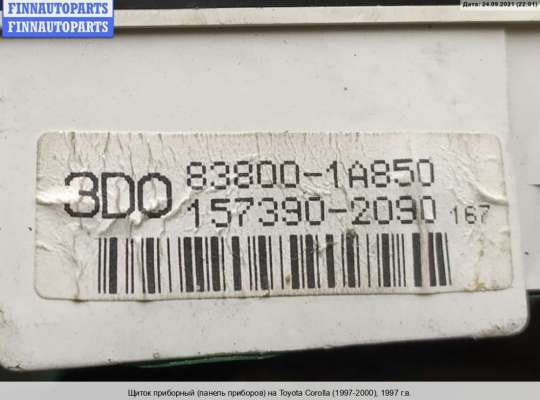 FINNAUTOPARTS
FINNAUTOPARTS
Дата: 24.09.2021 (22:01)
3D0 83800-1A850
157390-2090 167
Щиток приборный (панель приборов) на Toyota Corolla (1997-2000), 1997 г.в.